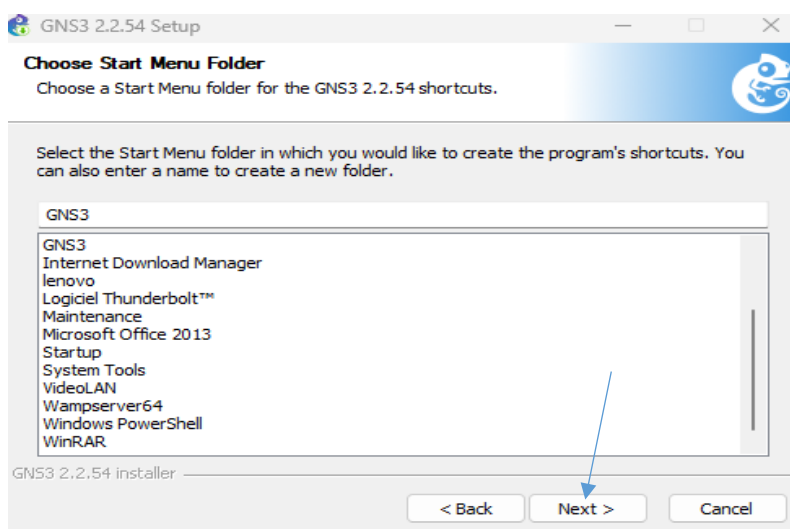 GNS3 2.2.54 Setup
Choose Start Menu Folder
Choose a Start Menu folder for the GNS3 2.2.54 shortcuts.
Select the Start Menu folder in which you would like to create the program's shortcuts. You
can also enter a name to create a new folder.
GNS3
GNS3
Internet Download Manager
lenovo
Logiciel Thunderbolt™
Maintenance
Microsoft Office 2013
Startup
System Tools
VideoLAN
Wampserver64
Windows PowerShell
WinRAR
GNS3 2.2.54 installer
< Back Next > Cancel